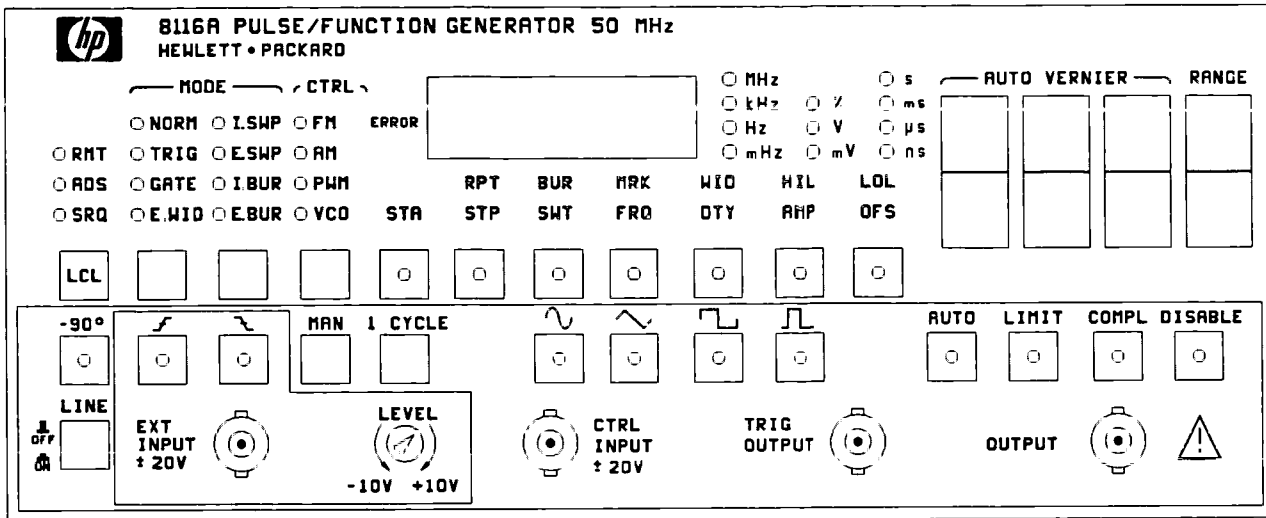 hp
8116A PULSE/FUNCTION GENERATOR 50 MHz
HEWLETT • PACKARD
MODE CTRL
AUTO VERNIER RANGE
NORM I.SWP FM
ERROR
MHz s
kHz % ms
Hz V µs
mHz mV ns
RMT TRIG E.SWP AM
ADS GATE I.BUR PWM
SRQ E.WID E.BUR VCO
RPT BUR MRK WID HIL LOL
STA STP SWT FRQ DTY AMP OFS
LCL
-90° MAN 1 CYCLE
AUTO LIMIT COMPL DISABLE
LINE
OFF
ON
EXT
INPUT
± 20V
LEVEL
-10V +10V
CTRL
INPUT
± 20V
TRIG
OUTPUT
OUTPUT